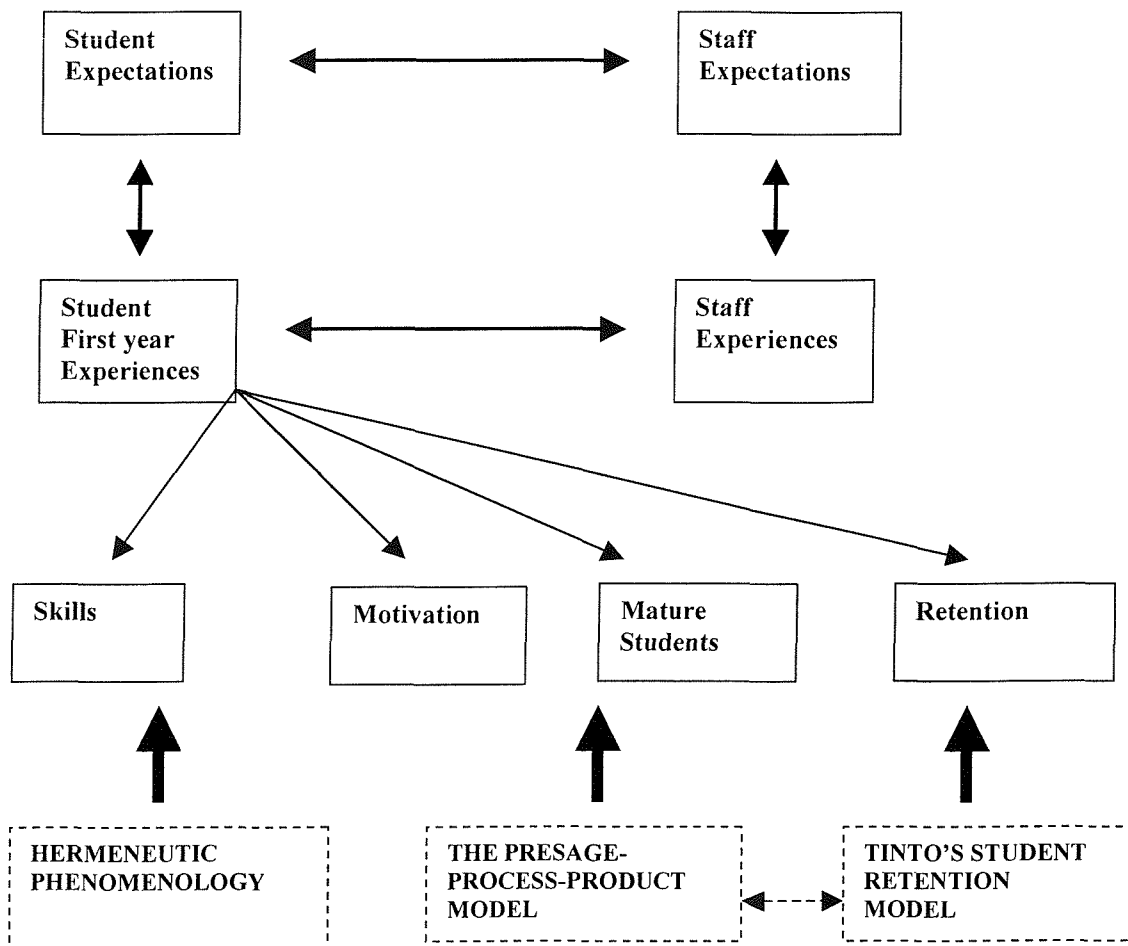 Student
Expectations
Staff
Expectations
Student
First year
Experiences
Staff
Experiences
Skills
Motivation
Mature
Students
Retention
HERMENEUTIC
PHENOMENOLOGY
THE PRESAGE-
PROCESS-PRODUCT
MODEL
TINTO'S STUDENT
RETENTION
MODEL